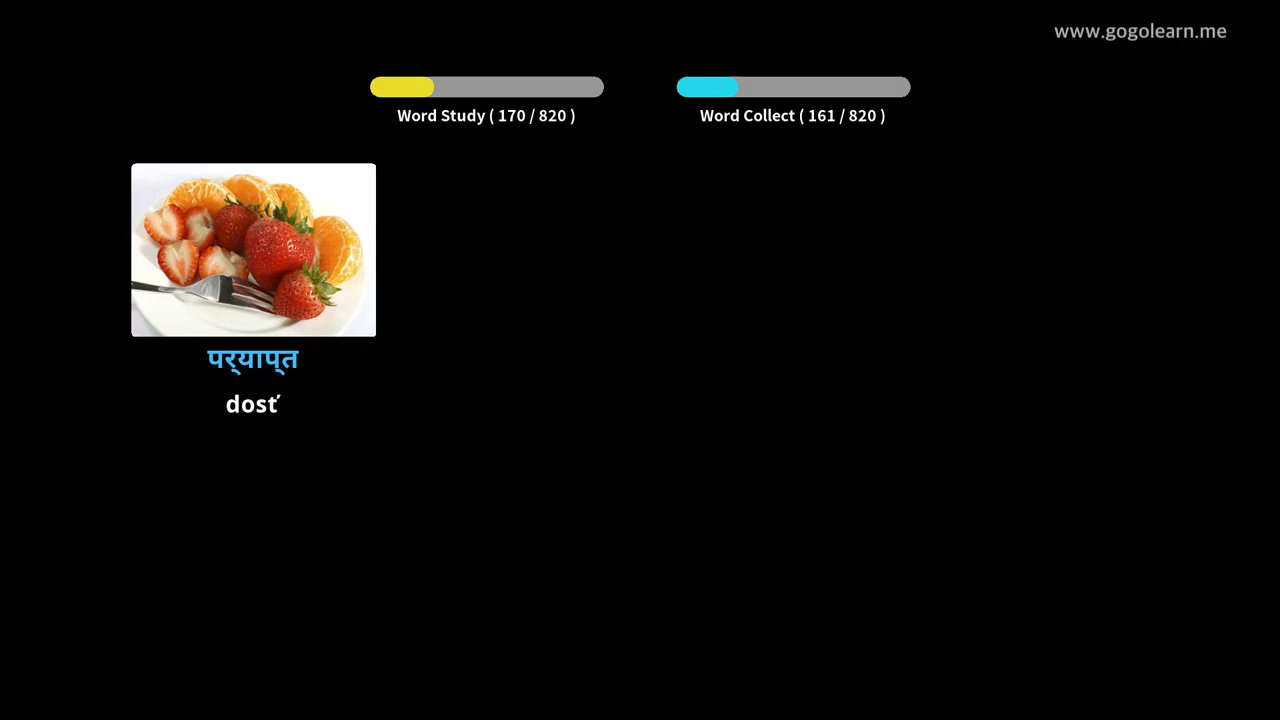 www.gogolearn.me
Word Study ( 170 / 820 )
Word Collect ( 161 / 820 )
पर्‍याप्‍त
dosť